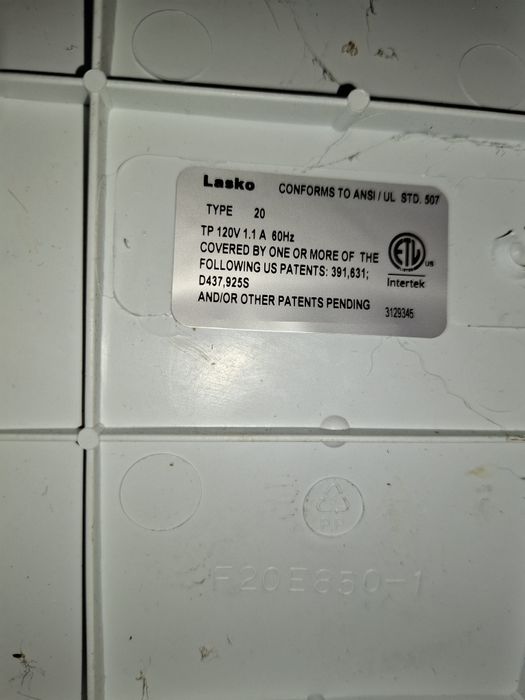 Lasko CONFORMS TO ANSI / UL STD. 507
TYPE 20
TP 120V 1.1 A 60Hz
COVERED BY ONE OR MORE OF THE
FOLLOWING US PATENTS: 391,631;
D437,925S
AND/OR OTHER PATENTS PENDING
ETL US
Intertek
3129345
PP
F20E650-1